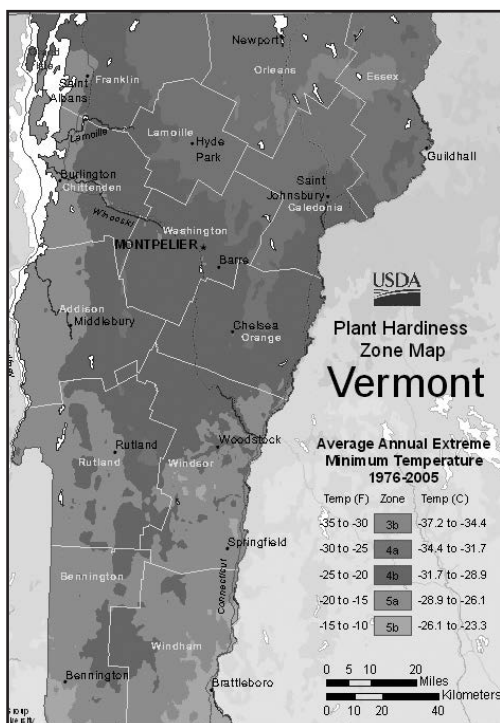 Newport
Orleans
Essex
Franklin
Saint
Albans
Lamoille
Lamoille
Hyde
Park
Guildhall
Burlington
Chittenden
Saint
Johnsbury
Caledonia
Washington
MONTPELIER
Barre
Addison
Middlebury
Chelsea
Orange
Woodstock
Rutland
Rutland
Windsor
Springfield
Bennington
Connecticut
Windham
Bennington
Brattleboro
USDA
Plant Hardiness
Zone Map
Vermont
Average Annual Extreme
Minimum Temperature
1976-2005
Temp (F) Zone Temp (C)
-35 to -30 3b -37.2 to -34.4
-30 to -25 4a -34.4 to -31.7
-25 to -20 4b -31.7 to -28.9
-20 to -15 5a -28.9 to -26.1
-15 to -10 5b -26.1 to -23.3
0 5 10 20
Miles
Kilometers
0 10 20 40